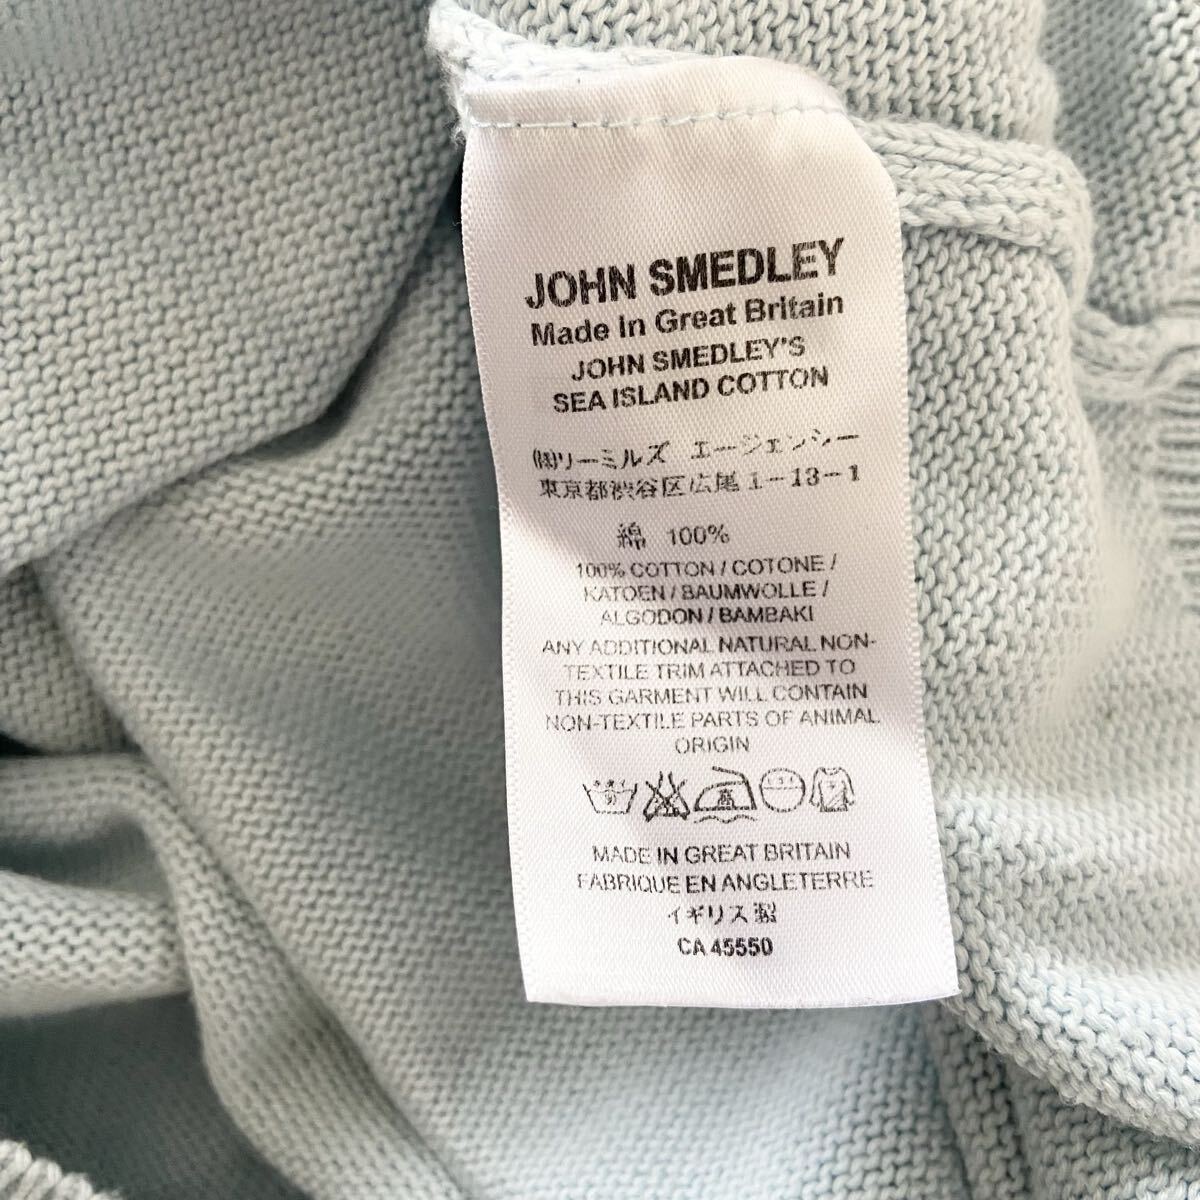 JOHN SMEDLEY
Made in Great Britain
JOHN SMEDLEY'S
SEA ISLAND COTTON
㈱リーミルズ エージェンシー
東京都渋谷区広尾1-13-1
綿 100%
100% COTTON / COTONE /
KATOEN / BAUMWOLLE /
ALGODON / BAMBAKI
ANY ADDITIONAL NATURAL NON-
TEXTILE TRIM ATTACHED TO
THIS GARMENT WILL CONTAIN
NON-TEXTILE PARTS OF ANIMAL
ORIGIN
MADE IN GREAT BRITAIN
FABRIQUE EN ANGLETERRE
イギリス製
CA 45550